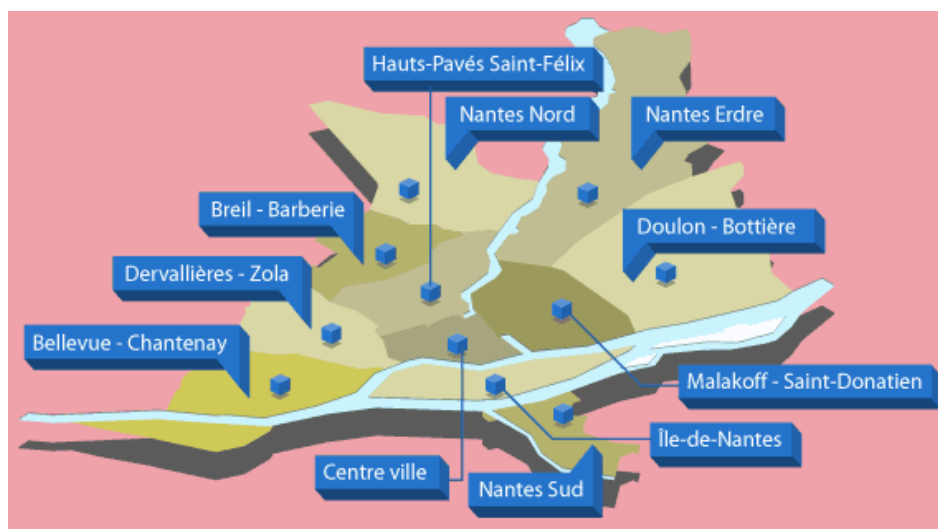 Hauts-Pavés Saint-Félix
Nantes Nord
Nantes Erdre
Breil - Barberie
Doulon - Bottière
Dervallières - Zola
Bellevue - Chantenay
Malakoff - Saint-Donatien
Île-de-Nantes
Centre ville
Nantes Sud